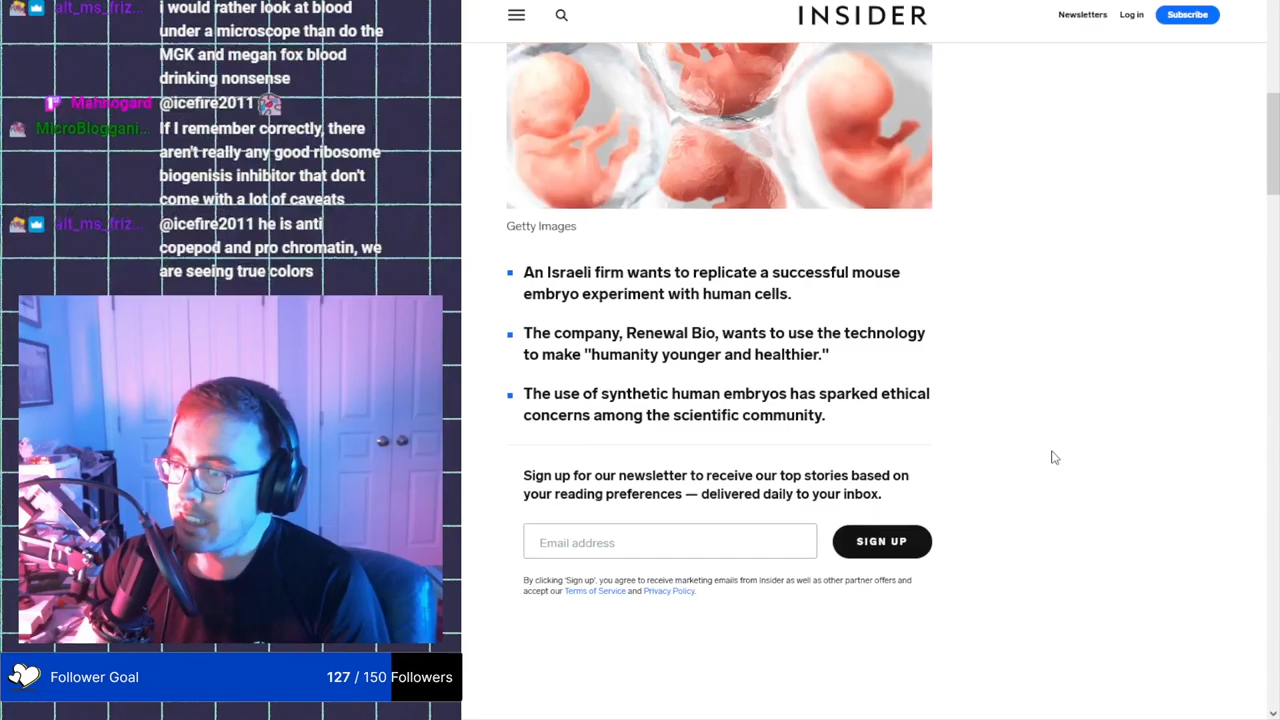 alt_ms_friz...
i would rather look at blood
under a microscope than do the
MGK and megan fox blood
drinking nonsense
Mahnogard
@icefire2011
MicroBloggani...
If I remember correctly, there
aren't really any good ribosome
biogenisis inhibitor that don't
come with a lot of caveats
alt_ms_friz...
@icefire2011 he is anti
copepod and pro chromatin, we
are seeing true colors
Follower Goal
127 / 150 Followers
INSIDER
Newsletters
Log in
Subscribe
Getty Images
An Israeli firm wants to replicate a successful mouse
embryo experiment with human cells.
The company, Renewal Bio, wants to use the technology
to make "humanity younger and healthier."
The use of synthetic human embryos has sparked ethical
concerns among the scientific community.
Sign up for our newsletter to receive our top stories based on
your reading preferences — delivered daily to your inbox.
Email address
SIGN UP
By clicking 'Sign up', you agree to receive marketing emails from Insider as well as other partner offers and
accept our Terms of Service and Privacy Policy.